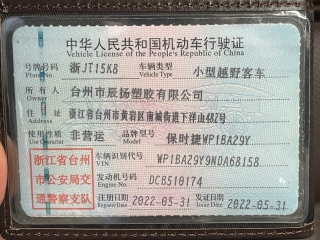 中华人民共和国机动车行驶证
Vehicle License of the People's Republic of China
号牌号码 浙JT15K8 车辆类型 小型越野客车
Plate No. Vehicle Type
所有人 台州市辰扬塑胶有限公司
Owner
住址 浙江省台州市黄岩区南城街道下洋山482号
Address
使用性质 非营运 品牌型号 保时捷WP1BA29Y
Use Character Model
浙江省台州
市公安局交
通警察支队
车辆识别代号 WP1BA29Y9NDA68158
VIN
发动机号码 DCB510174
Engine No.
注册日期 2022-05-31 发证日期 2022-05-31
Register Date Issue Date